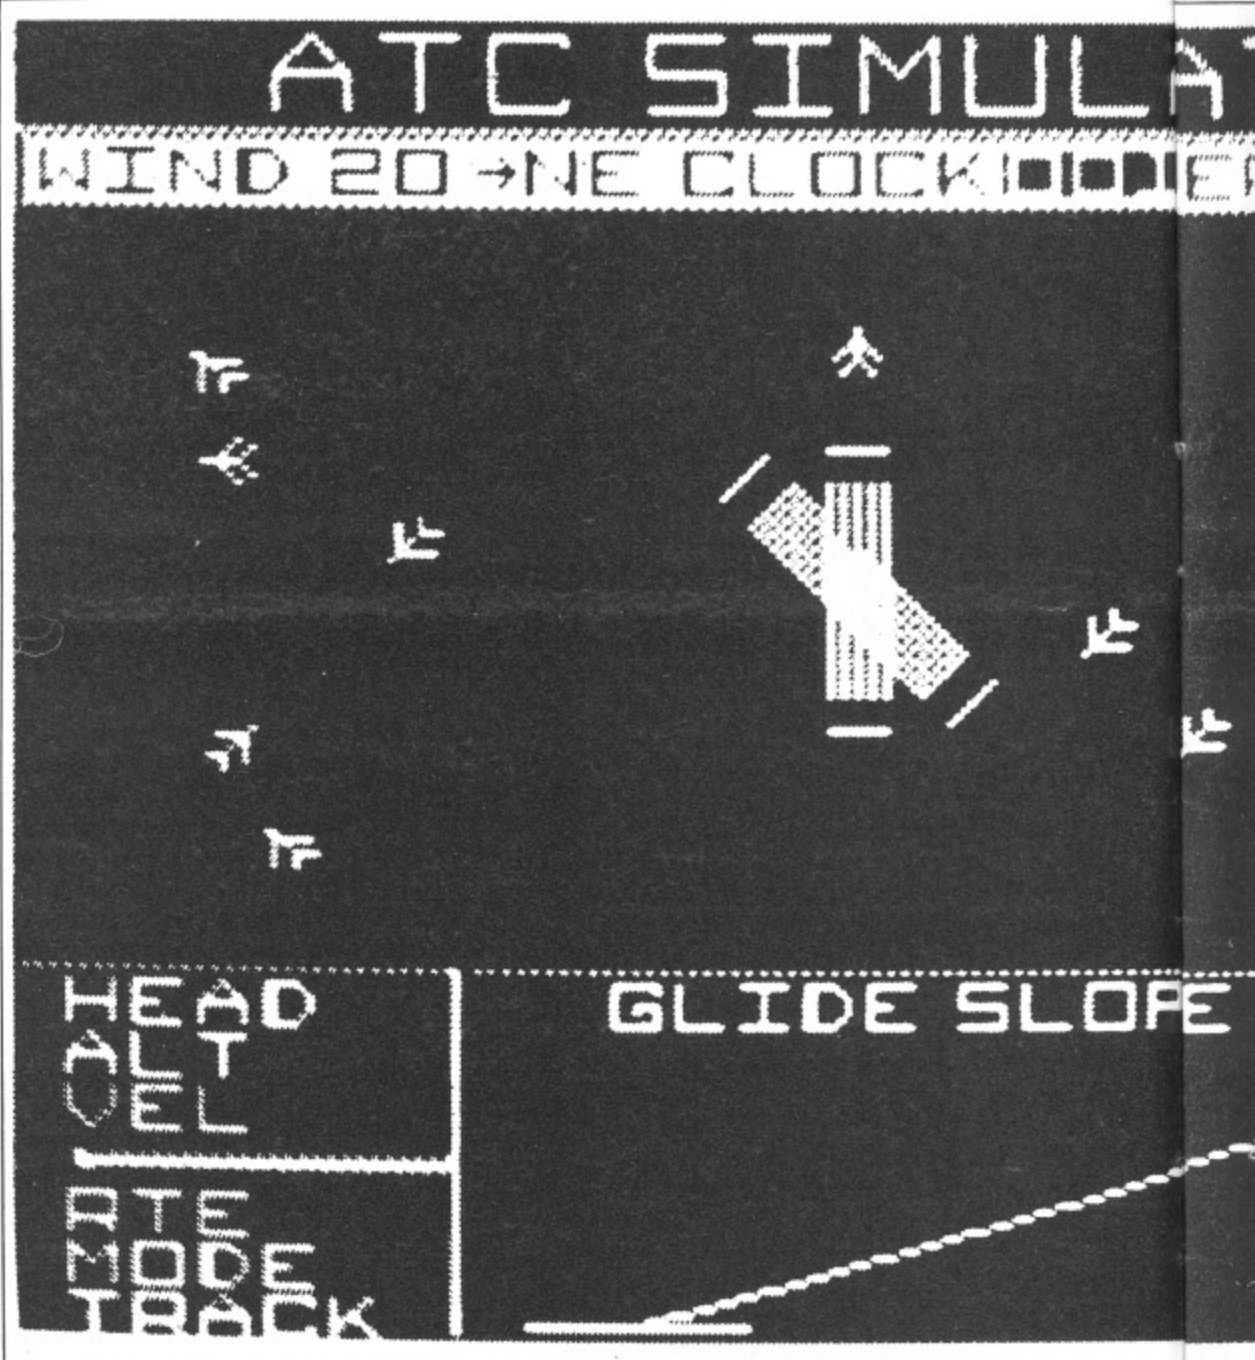 ATC SIMULA
WIND 20 →NE CLOCK
HEAD
ALT
VEL
GLIDE SLOPE
RTE
MODE
TRACK